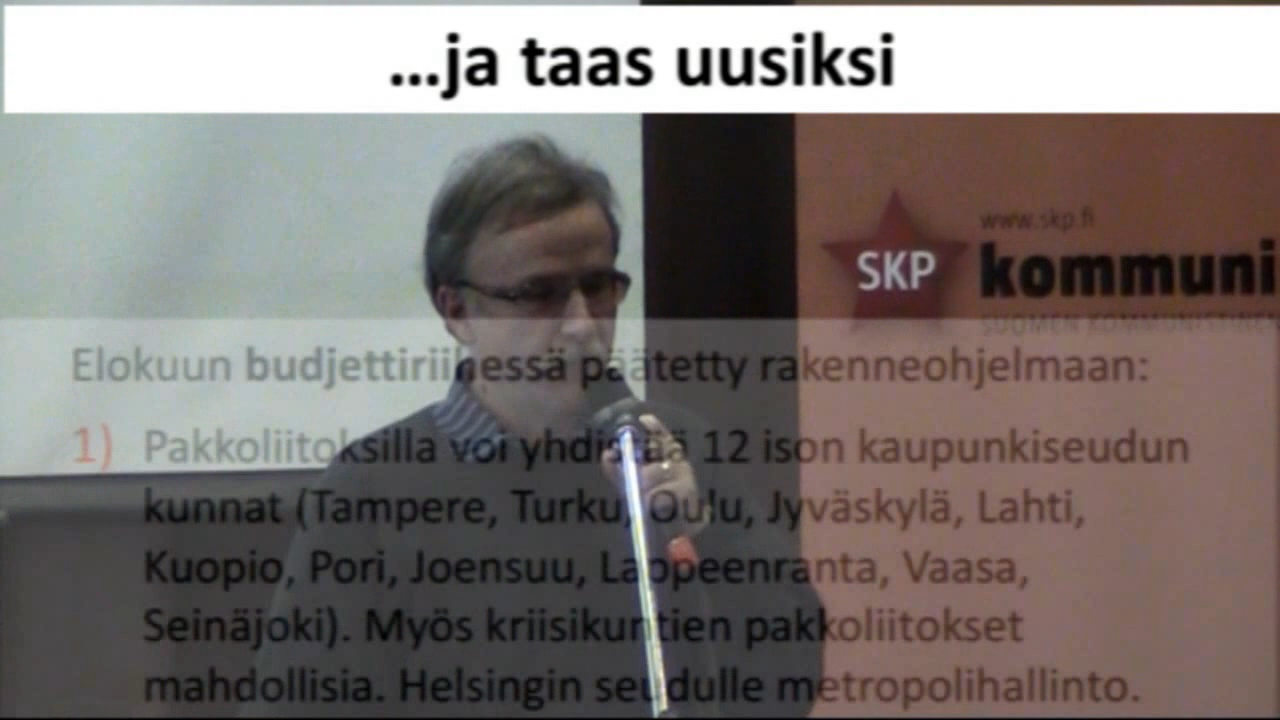 ...ja taas uusiksi
www.skp.fi
SKP
kommuni
SUOMEN KOMMUNISTINEN
Elokuun budjettiriihessä päätetty rakenneohjelmaan:
1) Pakkoliitoksilla voi yhdistää 12 ison kaupunkiseudun
kunnat (Tampere, Turku, Oulu, Jyväskylä, Lahti,
Kuopio, Pori, Joensuu, Lappeenranta, Vaasa,
Seinäjoki). Myös kriisikuntien pakkoliitokset
mahdollisia. Helsingin seudulle metropolihallinto.